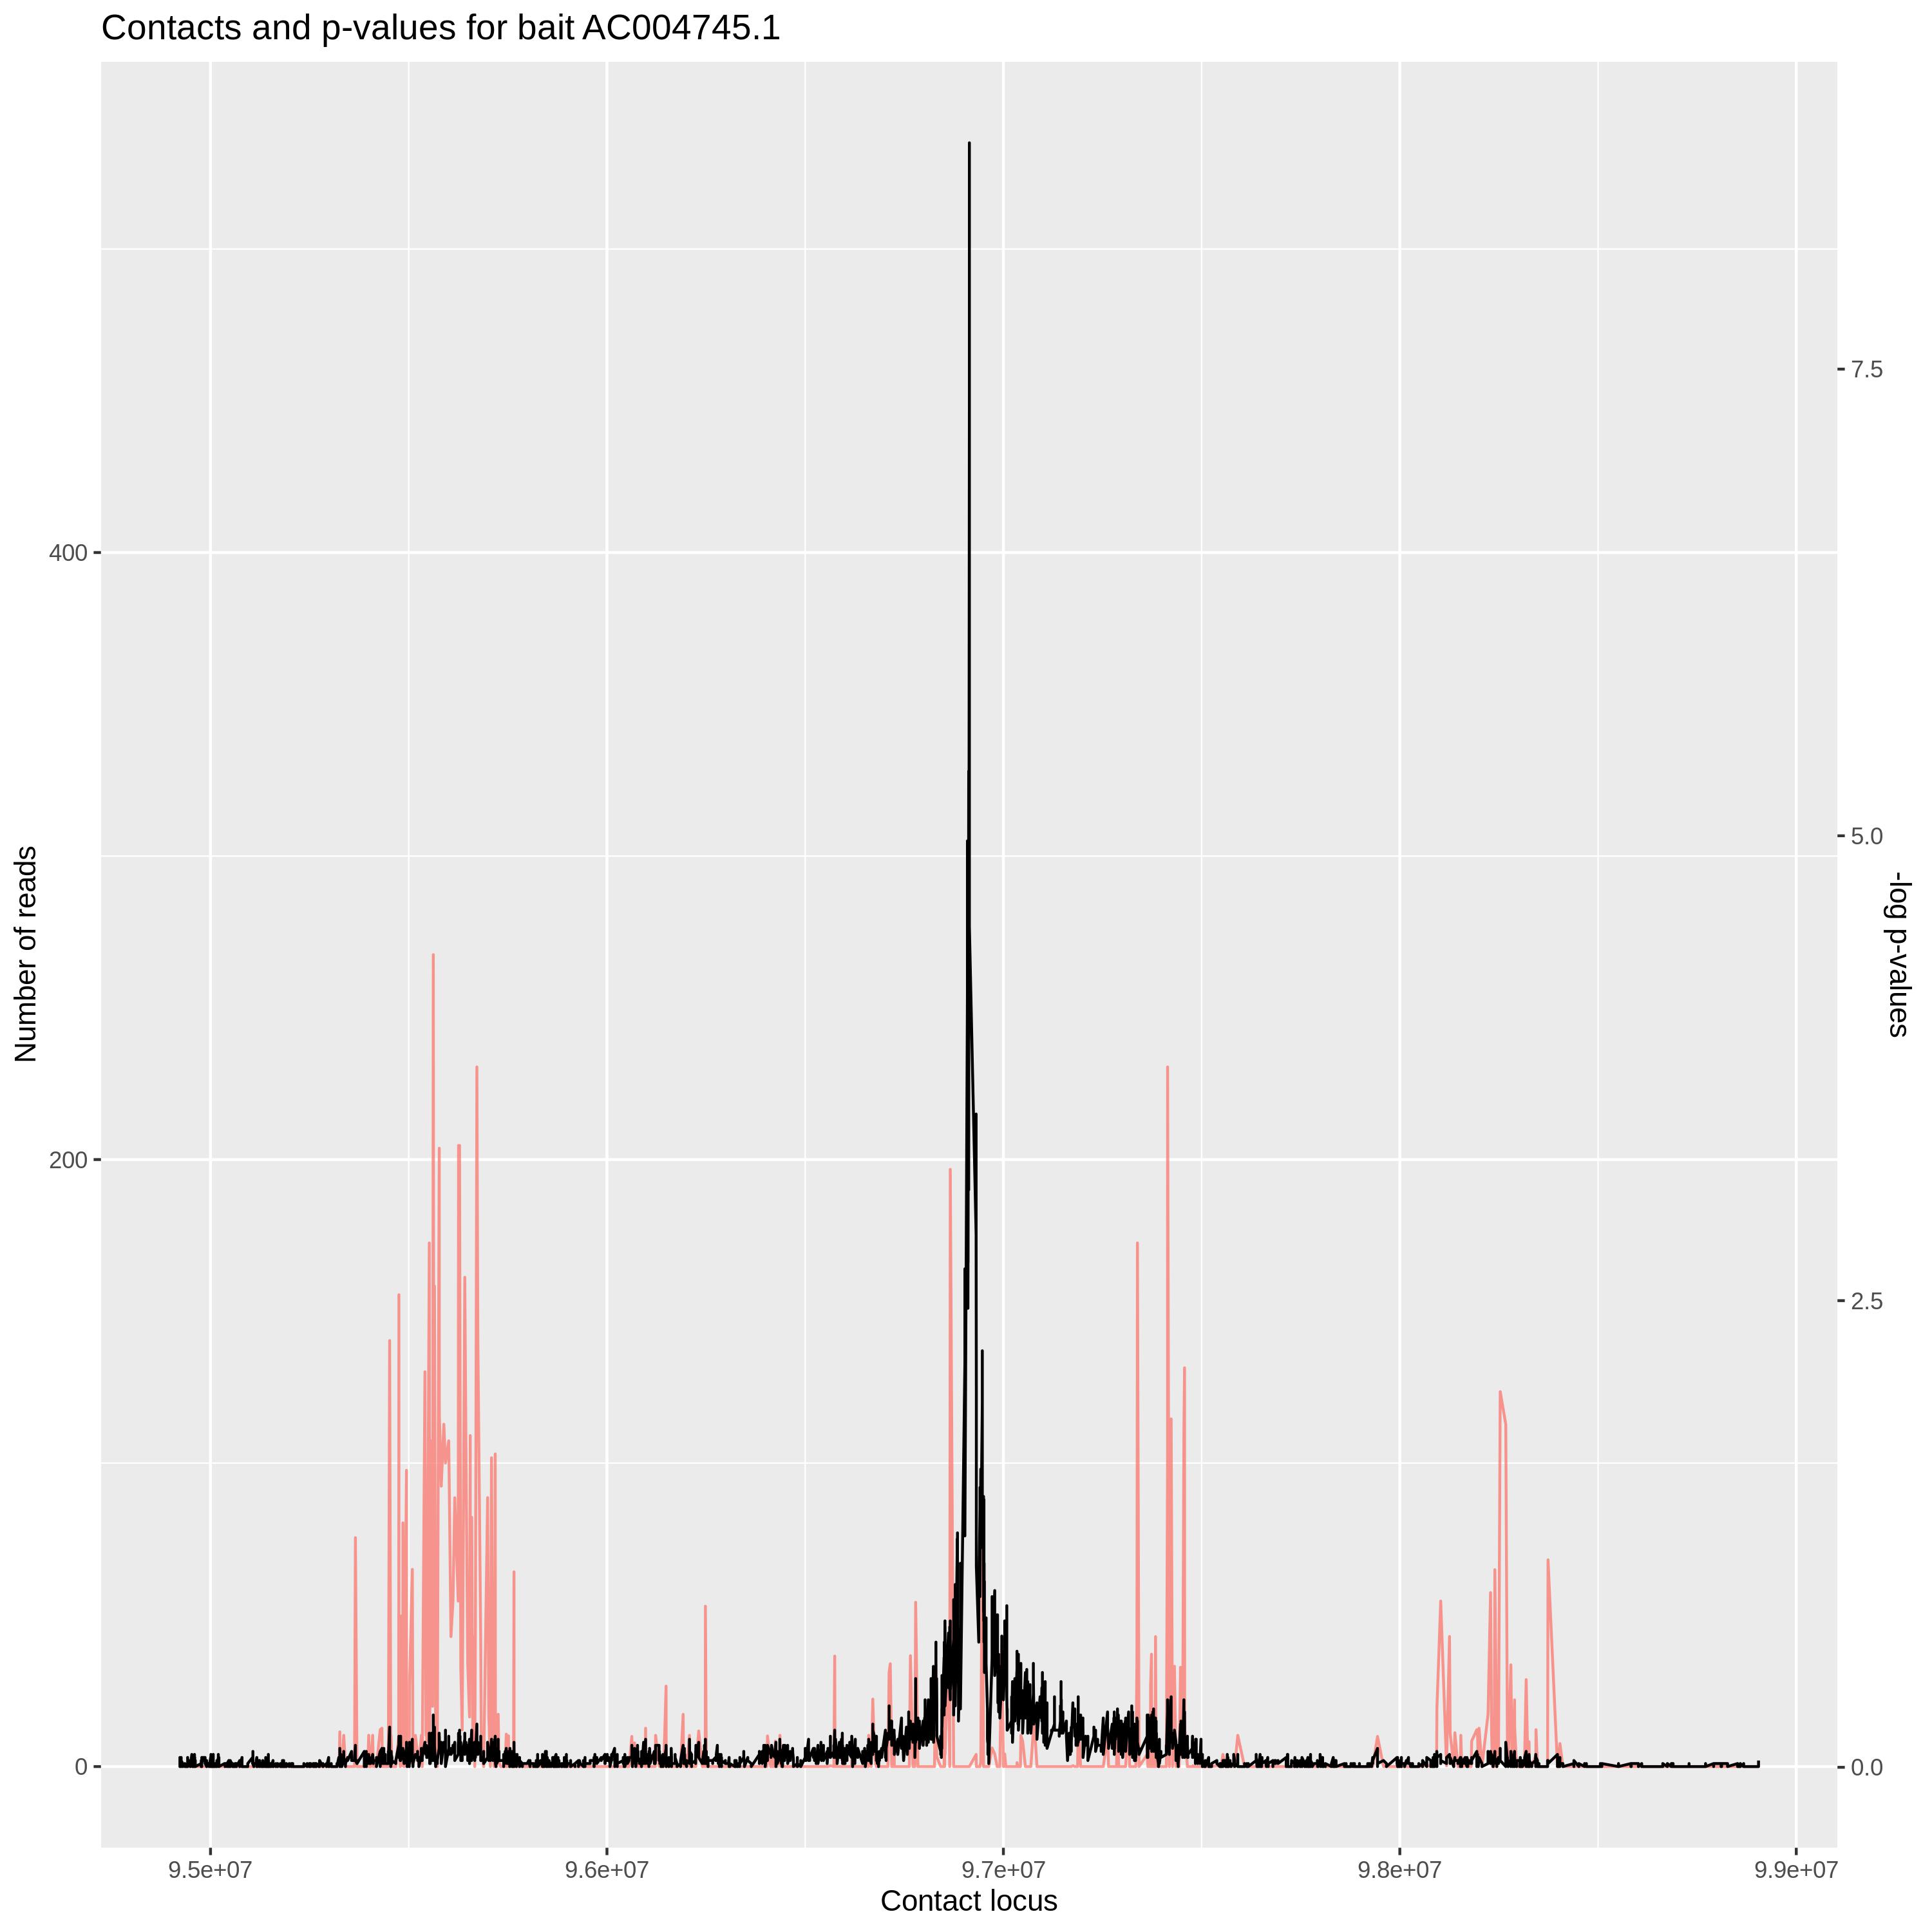 Contacts and p-values for bait AC004745.1
400
200
0
Number of reads
7.5
5.0
2.5
0.0
-log p-values
9.5e+07
9.6e+07
9.7e+07
9.8e+07
9.9e+07
Contact locus